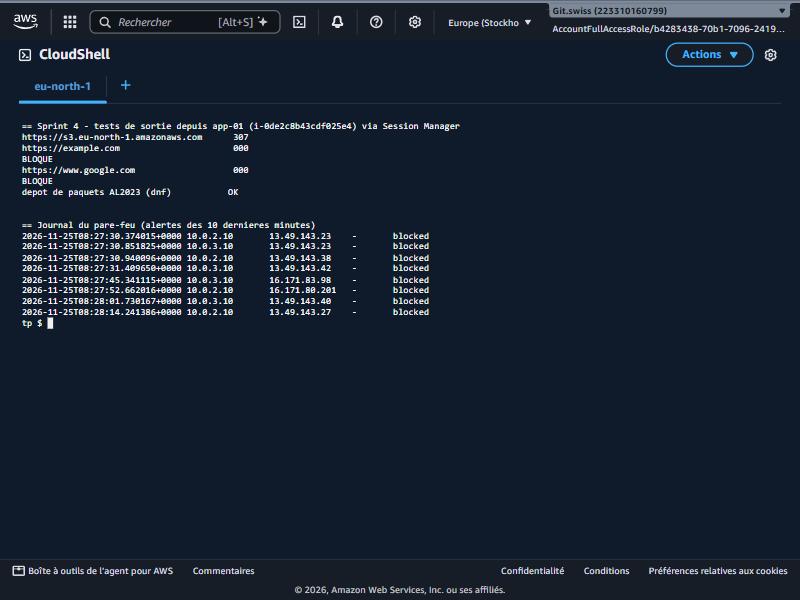 aws
Rechercher [Alt+S]
Europe (Stockho
Git.swiss (223310160799)
AccountFullAccessRole/b4283438-70b1-7096-2419...
CloudShell
Actions
eu-north-1
+
== Sprint 4 - tests de sortie depuis app-01 (i-0de2c8b43cdf025e4) via Session Manager
https://s3.eu-north-1.amazonaws.com 307
https://example.com 000
BLOQUE
https://www.google.com 000
BLOQUE
depot de paquets AL2023 (dnf) OK
== Journal du pare-feu (alertes des 10 dernieres minutes)
2026-11-25T08:27:30.374015+0000 10.0.2.10 13.49.143.23 - blocked
2026-11-25T08:27:30.851825+0000 10.0.3.10 13.49.143.23 - blocked
2026-11-25T08:27:30.940096+0000 10.0.2.10 13.49.143.38 - blocked
2026-11-25T08:27:31.409650+0000 10.0.3.10 13.49.143.42 - blocked
2026-11-25T08:27:45.341115+0000 10.0.3.10 16.171.83.98 - blocked
2026-11-25T08:27:52.662016+0000 10.0.2.10 16.171.80.201 - blocked
2026-11-25T08:28:01.730167+0000 10.0.3.10 13.49.143.40 - blocked
2026-11-25T08:28:14.241386+0000 10.0.2.10 13.49.143.27 - blocked
tp $
Boîte à outils de l'agent pour AWS Commentaires Confidentialité Conditions Préférences relatives aux cookies
© 2026, Amazon Web Services, Inc. ou ses affiliés.